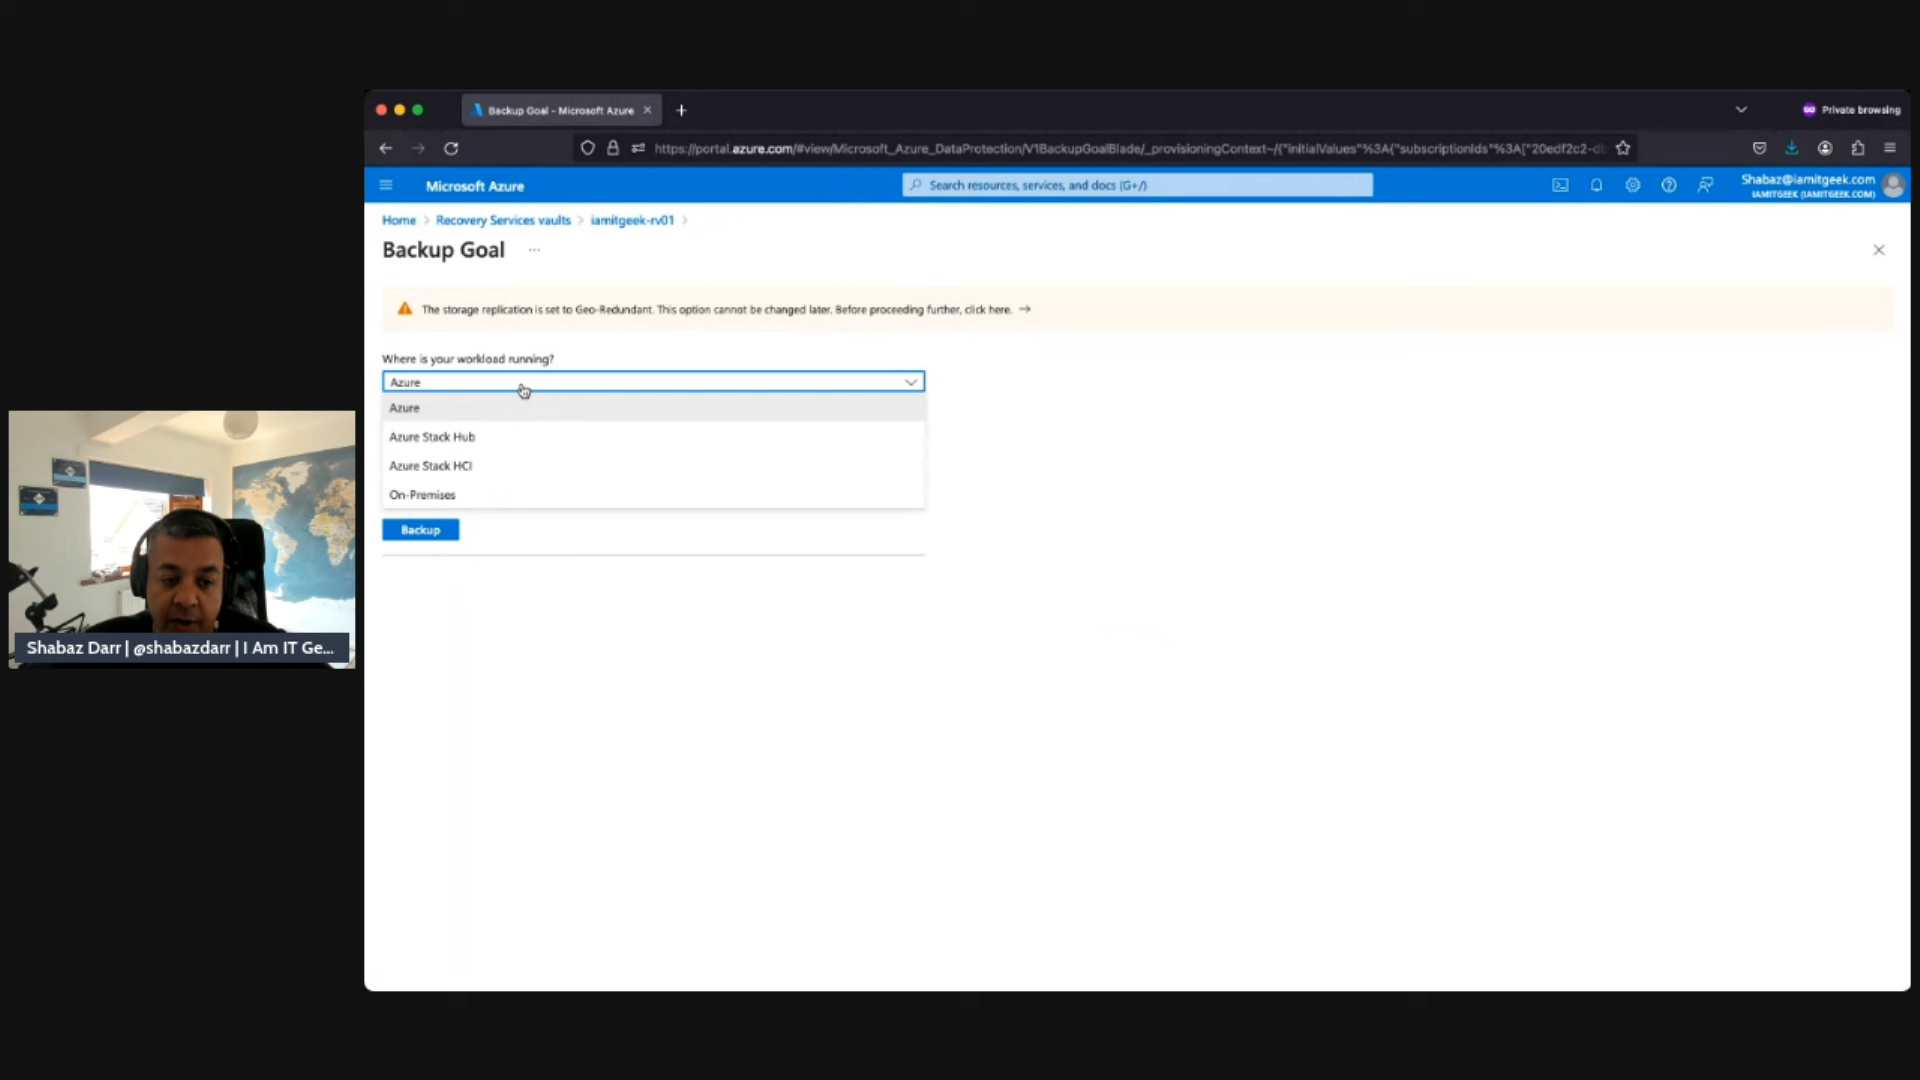 Backup Goal - Microsoft Azure
Private browsing
https://portal.azure.com/#view/Microsoft_Azure_DataProtection/V1BackupGoalBlade/_provisioningContext~/{"initialValues"%3A{"subscriptionIds"%3A["20edf2c2-db
Microsoft Azure
Search resources, services, and docs (G+/)
Shabaz@iamitgeek.com
IAMITGEEK (IAMITGEEK.COM)
Home > Recovery Services vaults > iamitgeek-rv01 >
Backup Goal ...
The storage replication is set to Geo-Redundant. This option cannot be changed later. Before proceeding further, click here. →
Where is your workload running?
Azure
Azure
Azure Stack Hub
Azure Stack HCI
On-Premises
Backup
Shabaz Darr | @shabazdarr | I Am IT Ge...